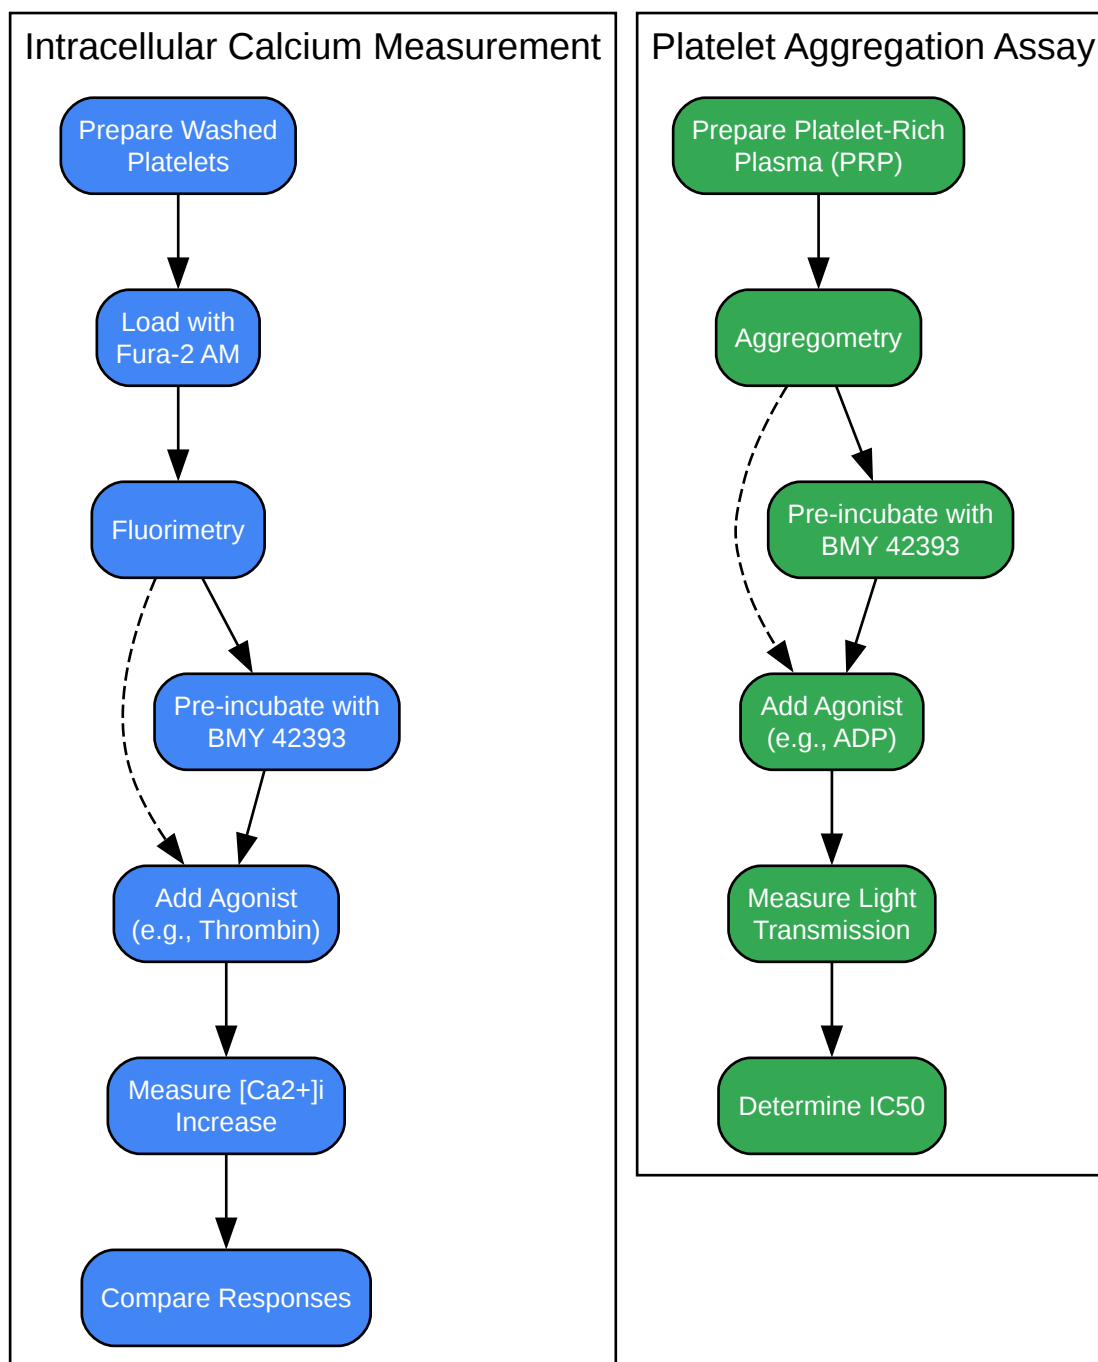 Intracellular Calcium Measurement
Prepare Washed
Platelets
Load with
Fura-2 AM
Fluorimetry
Pre-incubate with
BMY 42393
Add Agonist
(e.g., Thrombin)
Measure [Ca2+]i
Increase
Compare Responses
Platelet Aggregation Assay
Prepare Platelet-Rich
Plasma (PRP)
Aggregometry
Pre-incubate with
BMY 42393
Add Agonist
(e.g., ADP)
Measure Light
Transmission
Determine IC50